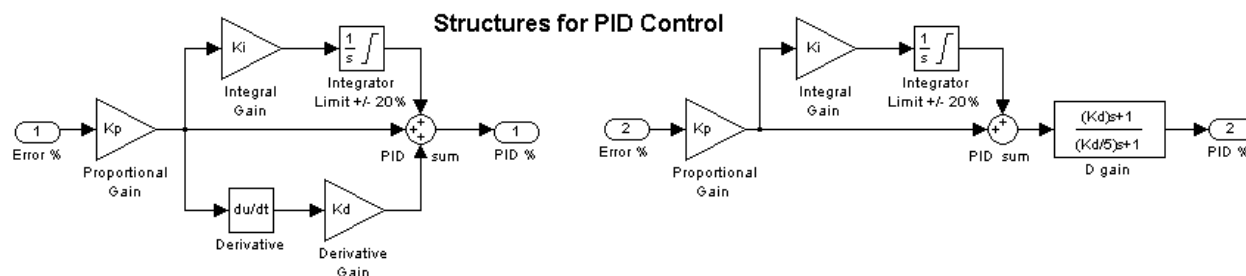 Structures for PID Control
Ki
Integral
Gain
1
s
Integrator
Limit +/- 20%
1
Error %
Kp
Proportional
Gain
+
+
+
PID sum
1
PID %
du/dt
Derivative
Kd
Derivative
Gain
Ki
Integral
Gain
1
s
Integrator
Limit +/- 20%
2
Error %
Kp
Proportional
Gain
+
+
PID sum
(Kd)s+1
(Kd/5)s+1
D gain
2
PID %